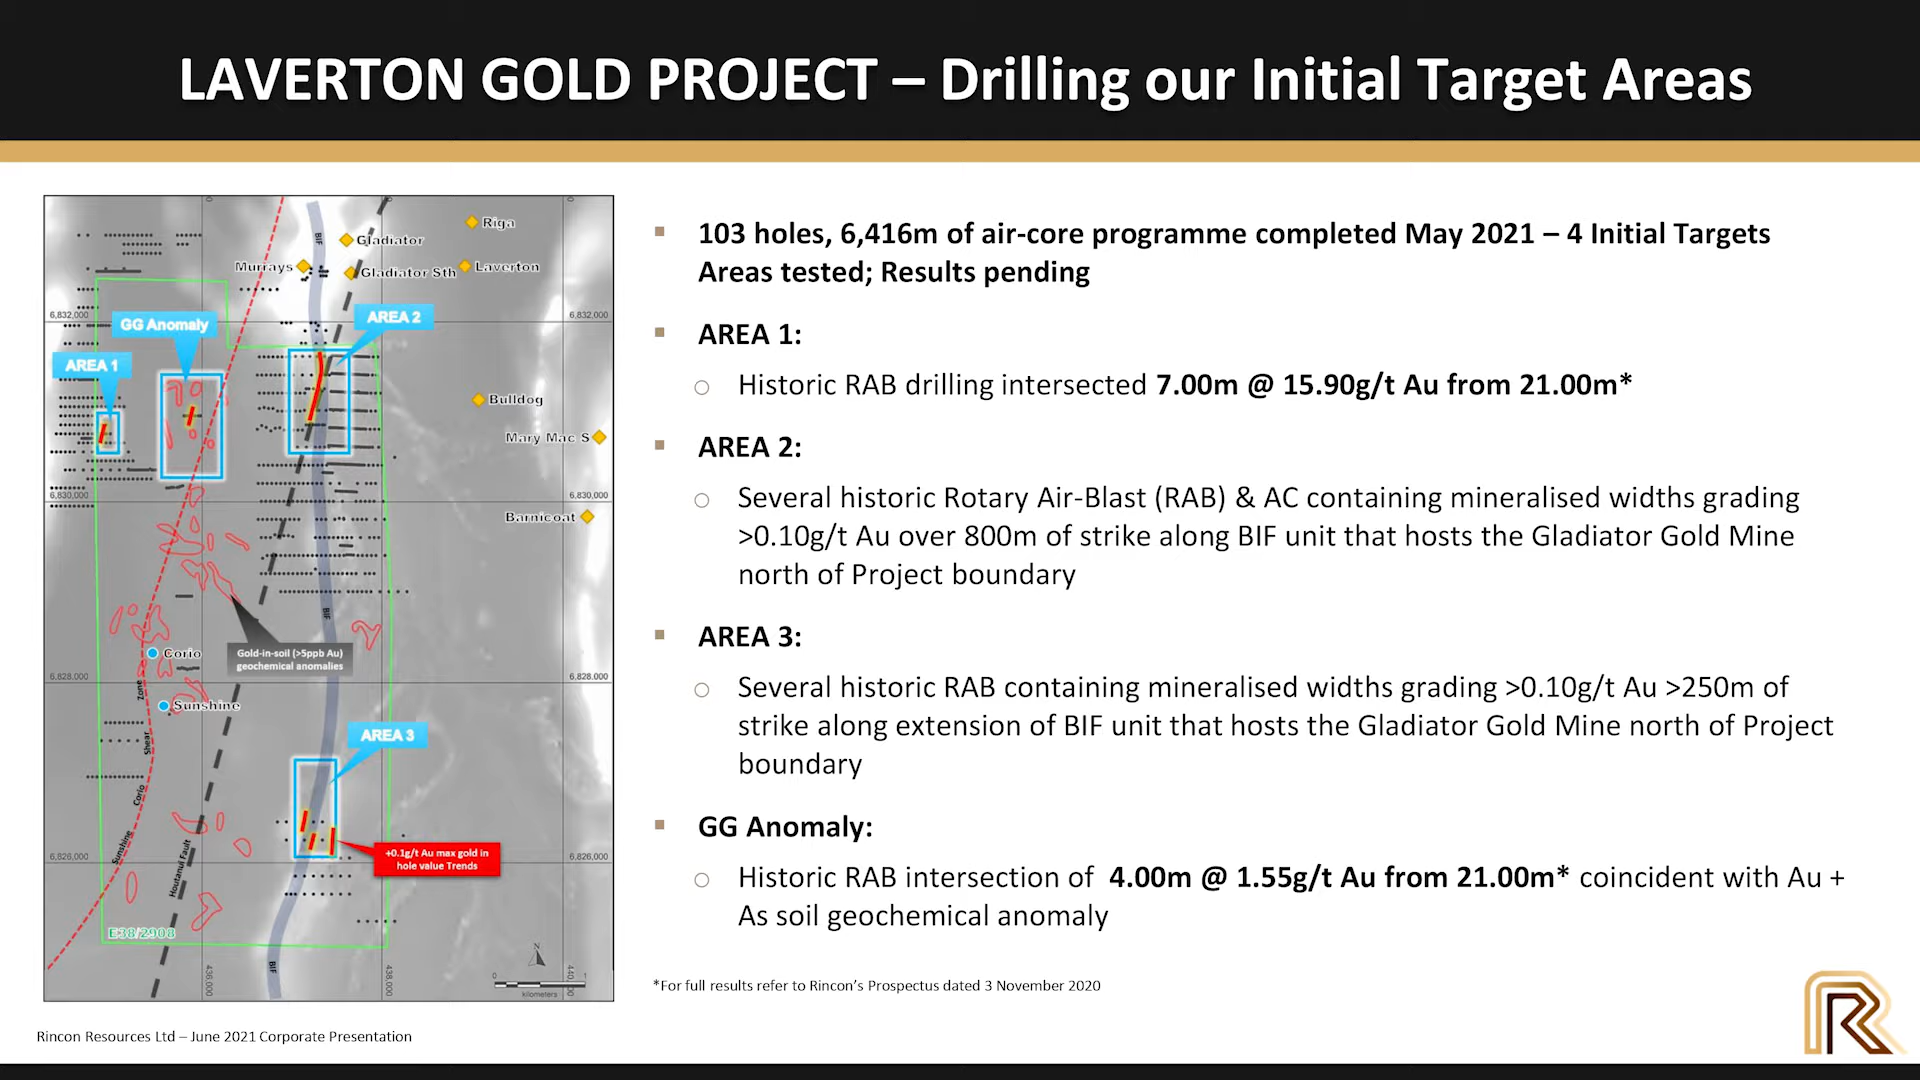 LAVERTON GOLD PROJECT – Drilling our Initial Target Areas
Riga
Gladiator
Murrays
Gladiator Sth
Laverton
BIF
6,832,000
6,832,000
AREA 2
GG Anomaly
AREA 1
Bulldog
Mary Mac S
6,830,000
6,830,000
Barnicoat
BIF
Gold-in-soil (>5ppb Au)
geochemical anomalies
Corio
6,828,000
6,828,000
Sunshine
AREA 3
Sunshine Corio Shear Zone
Houtanui Fault
6,826,000
6,826,000
+0.1g/t Au max gold in
hole value Trends
E38/2908
BIF
436,000
438,000
N
0 1
kilometers
▪ 103 holes, 6,416m of air-core programme completed May 2021 – 4 Initial Targets
Areas tested; Results pending
▪ AREA 1:
○ Historic RAB drilling intersected 7.00m @ 15.90g/t Au from 21.00m*
▪ AREA 2:
○ Several historic Rotary Air-Blast (RAB) & AC containing mineralised widths grading
>0.10g/t Au over 800m of strike along BIF unit that hosts the Gladiator Gold Mine
north of Project boundary
▪ AREA 3:
○ Several historic RAB containing mineralised widths grading >0.10g/t Au >250m of
strike along extension of BIF unit that hosts the Gladiator Gold Mine north of Project
boundary
▪ GG Anomaly:
○ Historic RAB intersection of 4.00m @ 1.55g/t Au from 21.00m* coincident with Au +
As soil geochemical anomaly
*For full results refer to Rincon's Prospectus dated 3 November 2020
Rincon Resources Ltd – June 2021 Corporate Presentation